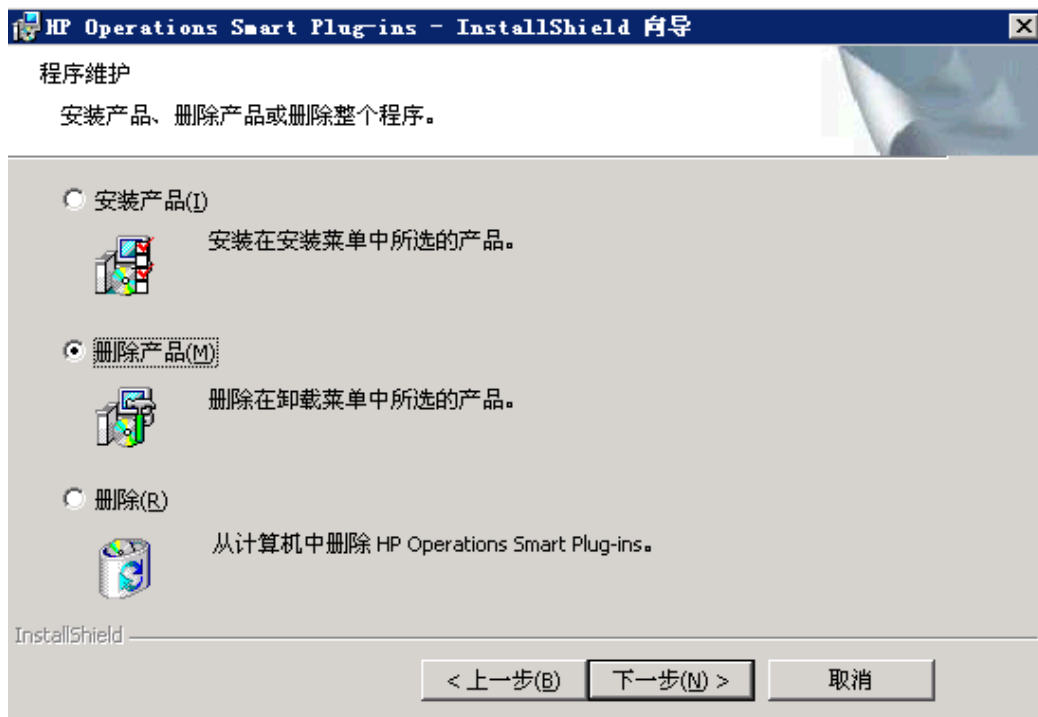 HP Operations Smart Plug-ins - InstallShield 向导
程序维护
安装产品、删除产品或删除整个程序。
安装产品(I)
安装在安装菜单中所选的产品。
删除产品(M)
删除在卸载菜单中所选的产品。
删除(R)
从计算机中删除 HP Operations Smart Plug-ins。
InstallShield
< 上一步(B) 下一步(N) > 取消